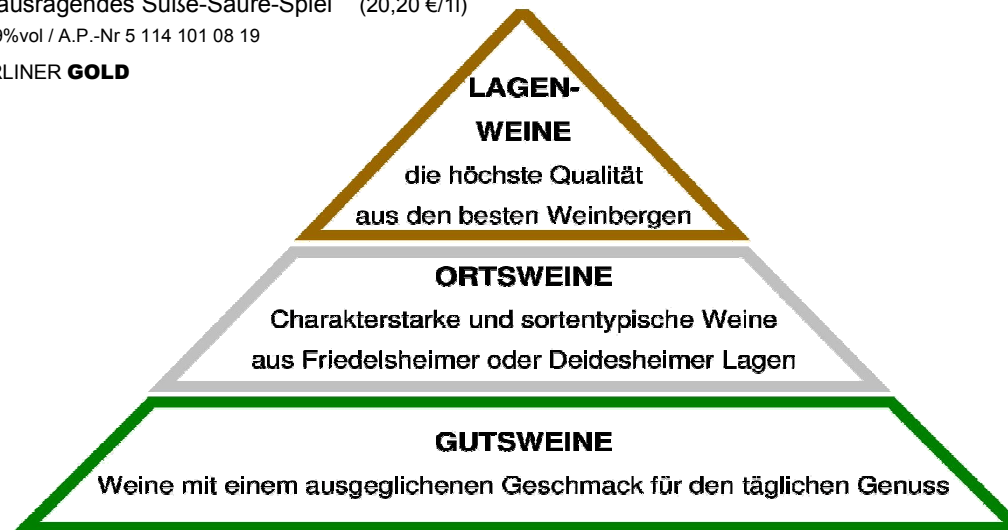 ausragendes Süße-Säure-Spiel (20,20 €/1l)
9%vol / A.P.-Nr 5 114 101 08 19
RLINER GOLD
LAGEN-
WEINE
die höchste Qualität
aus den besten Weinbergen
ORTSWEINE
Charakterstarke und sortentypische Weine
aus Friedelsheimer oder Deidesheimer Lagen
GUTSWEINE
Weine mit einem ausgeglichenen Geschmack für den täglichen Genuss